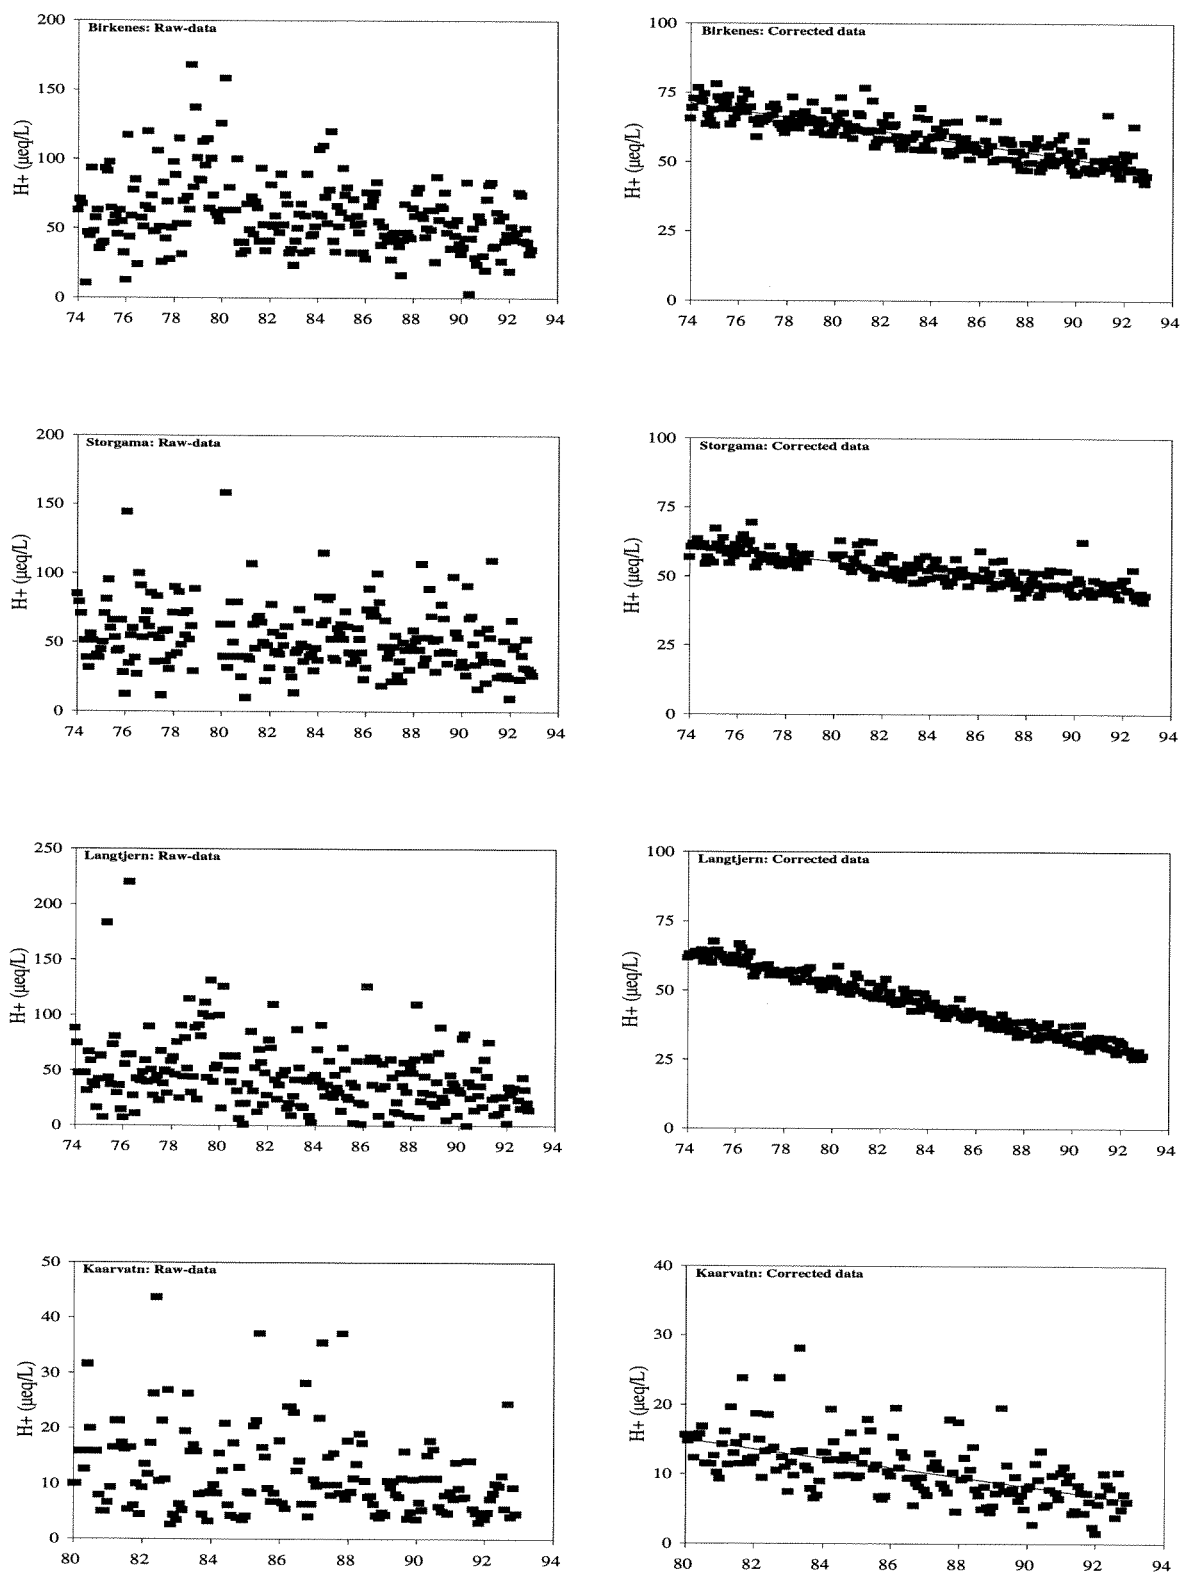 Birkenes: Raw-data
200
150
100
50
0
H+ (µeq/L)
74 76 78 80 82 84 86 88 90 92 94
Birkenes: Corrected data
100
75
50
25
0
H+ (µeq/L)
74 76 78 80 82 84 86 88 90 92 94
Storgama: Raw-data
200
150
100
50
0
H+ (µeq/L)
74 76 78 80 82 84 86 88 90 92 94
Storgama: Corrected data
100
75
50
25
0
H+ (µeq/L)
74 76 78 80 82 84 86 88 90 92 94
Langtjern: Raw-data
250
200
150
100
50
0
H+ (µeq/L)
74 76 78 80 82 84 86 88 90 92 94
Langtjern: Corrected data
100
75
50
25
0
H+ (µeq/L)
74 76 78 80 82 84 86 88 90 92 94
Kaarvatn: Raw-data
50
40
30
20
10
0
H+ (µeq/L)
80 82 84 86 88 90 92 94
Kaarvatn: Corrected data
40
30
20
10
0
H+ (µeq/L)
80 82 84 86 88 90 92 94